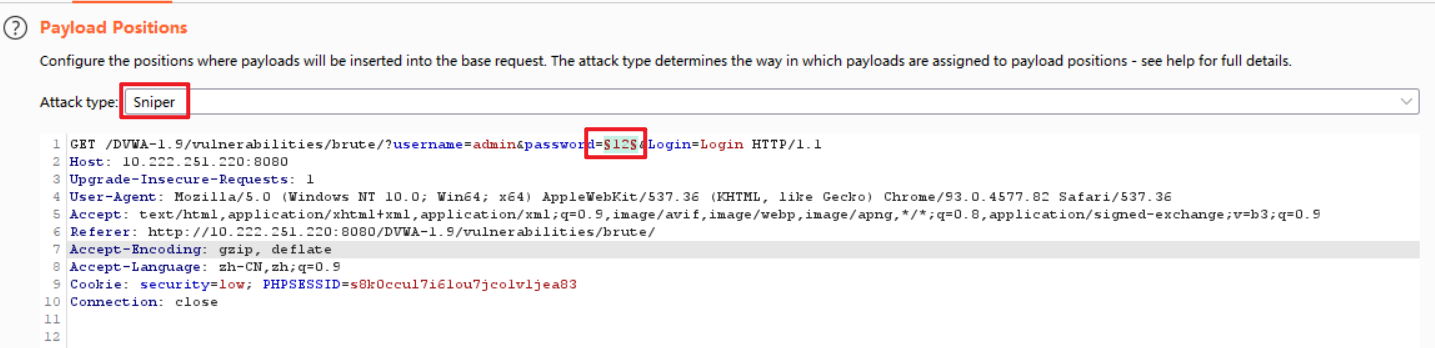 ? Payload Positions
Configure the positions where payloads will be inserted into the base request. The attack type determines the way in which payloads are assigned to payload positions - see help for full details.
Attack type: Sniper
1 GET /DVWA-1.9/vulnerabilities/brute/?username=admin&password=§12§&Login=Login HTTP/1.1
2 Host: 10.222.251.220:8080
3 Upgrade-Insecure-Requests: 1
4 User-Agent: Mozilla/5.0 (Windows NT 10.0; Win64; x64) AppleWebKit/537.36 (KHTML, like Gecko) Chrome/93.0.4577.82 Safari/537.36
5 Accept: text/html,application/xhtml+xml,application/xml;q=0.9,image/avif,image/webp,image/apng,*/*;q=0.8,application/signed-exchange;v=b3;q=0.9
6 Referer: http://10.222.251.220:8080/DVWA-1.9/vulnerabilities/brute/
7 Accept-Encoding: gzip, deflate
8 Accept-Language: zh-CN,zh;q=0.9
9 Cookie: security=low; PHPSESSID=s8k0ccul7i6lou7jcolvljea83
10 Connection: close
11
12